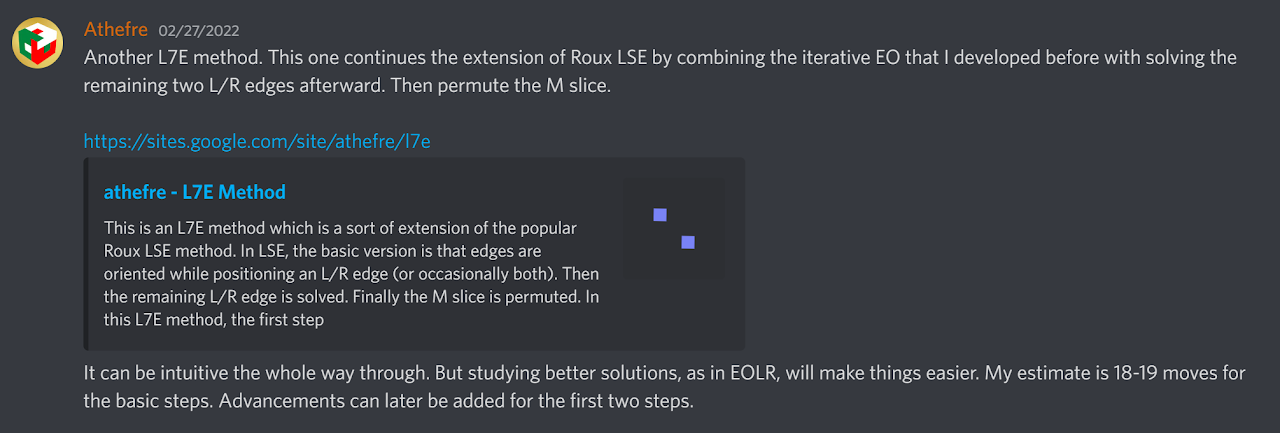 Athefre 02/27/2022
Another L7E method. This one continues the extension of Roux LSE by combining the iterative EO that I developed before with solving the
remaining two L/R edges afterward. Then permute the M slice.
https://sites.google.com/site/athefre/l7e
athefre - L7E Method
This is an L7E method which is a sort of extension of the popular
Roux LSE method. In LSE, the basic version is that edges are
oriented while positioning an L/R edge (or occasionally both). Then
the remaining L/R edge is solved. Finally the M slice is permuted. In
this L7E method, the first step
It can be intuitive the whole way through. But studying better solutions, as in EOLR, will make things easier. My estimate is 18-19 moves for
the basic steps. Advancements can later be added for the first two steps.